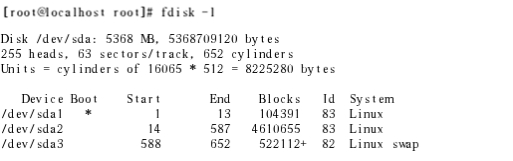 [root@localhost root]# fdisk -l
Disk /dev/sda: 5368 MB, 5368709120 bytes
255 heads, 63 sectors/track, 652 cylinders
Units = cylinders of 16065 * 512 = 8225280 bytes
Device Boot Start End Blocks Id System
/dev/sda1 * 1 13 104391 83 Linux
/dev/sda2 14 587 4610655 83 Linux
/dev/sda3 588 652 522112+ 82 Linux swap